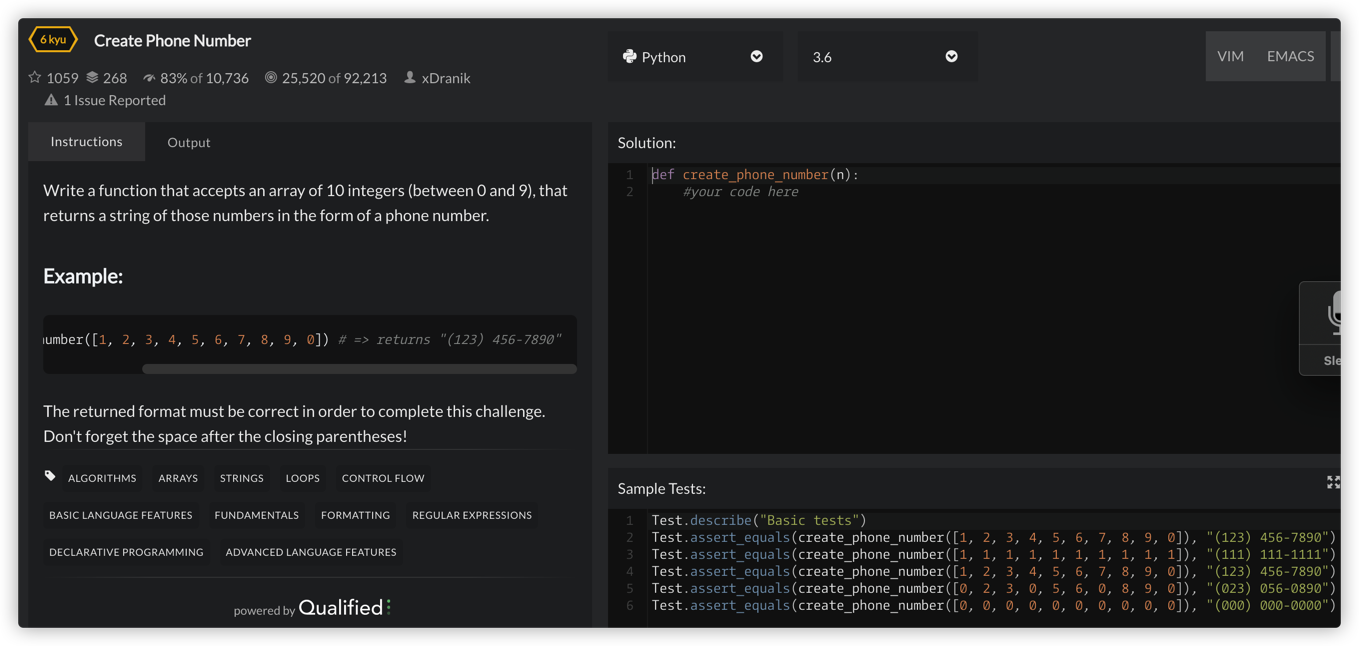 6 kyu
Create Phone Number
1059 268 83% of 10,736 25,520 of 92,213 xDranik
1 Issue Reported
Instructions Output
Write a function that accepts an array of 10 integers (between 0 and 9), that
returns a string of those numbers in the form of a phone number.
Example:
umber([1, 2, 3, 4, 5, 6, 7, 8, 9, 0]) # => returns "(123) 456-7890"
The returned format must be correct in order to complete this challenge.
Don't forget the space after the closing parentheses!
ALGORITHMS ARRAYS STRINGS LOOPS CONTROL FLOW
BASIC LANGUAGE FEATURES FUNDAMENTALS FORMATTING REGULAR EXPRESSIONS
DECLARATIVE PROGRAMMING ADVANCED LANGUAGE FEATURES
powered by Qualified
Python 3.6 VIM EMACS
Solution:
1 def create_phone_number(n):
2 #your code here
Sle
Sample Tests:
1 Test.describe("Basic tests")
2 Test.assert_equals(create_phone_number([1, 2, 3, 4, 5, 6, 7, 8, 9, 0]), "(123) 456-7890")
3 Test.assert_equals(create_phone_number([1, 1, 1, 1, 1, 1, 1, 1, 1, 1]), "(111) 111-1111")
4 Test.assert_equals(create_phone_number([1, 2, 3, 4, 5, 6, 7, 8, 9, 0]), "(123) 456-7890")
5 Test.assert_equals(create_phone_number([0, 2, 3, 0, 5, 6, 0, 8, 9, 0]), "(023) 056-0890")
6 Test.assert_equals(create_phone_number([0, 0, 0, 0, 0, 0, 0, 0, 0, 0]), "(000) 000-0000")